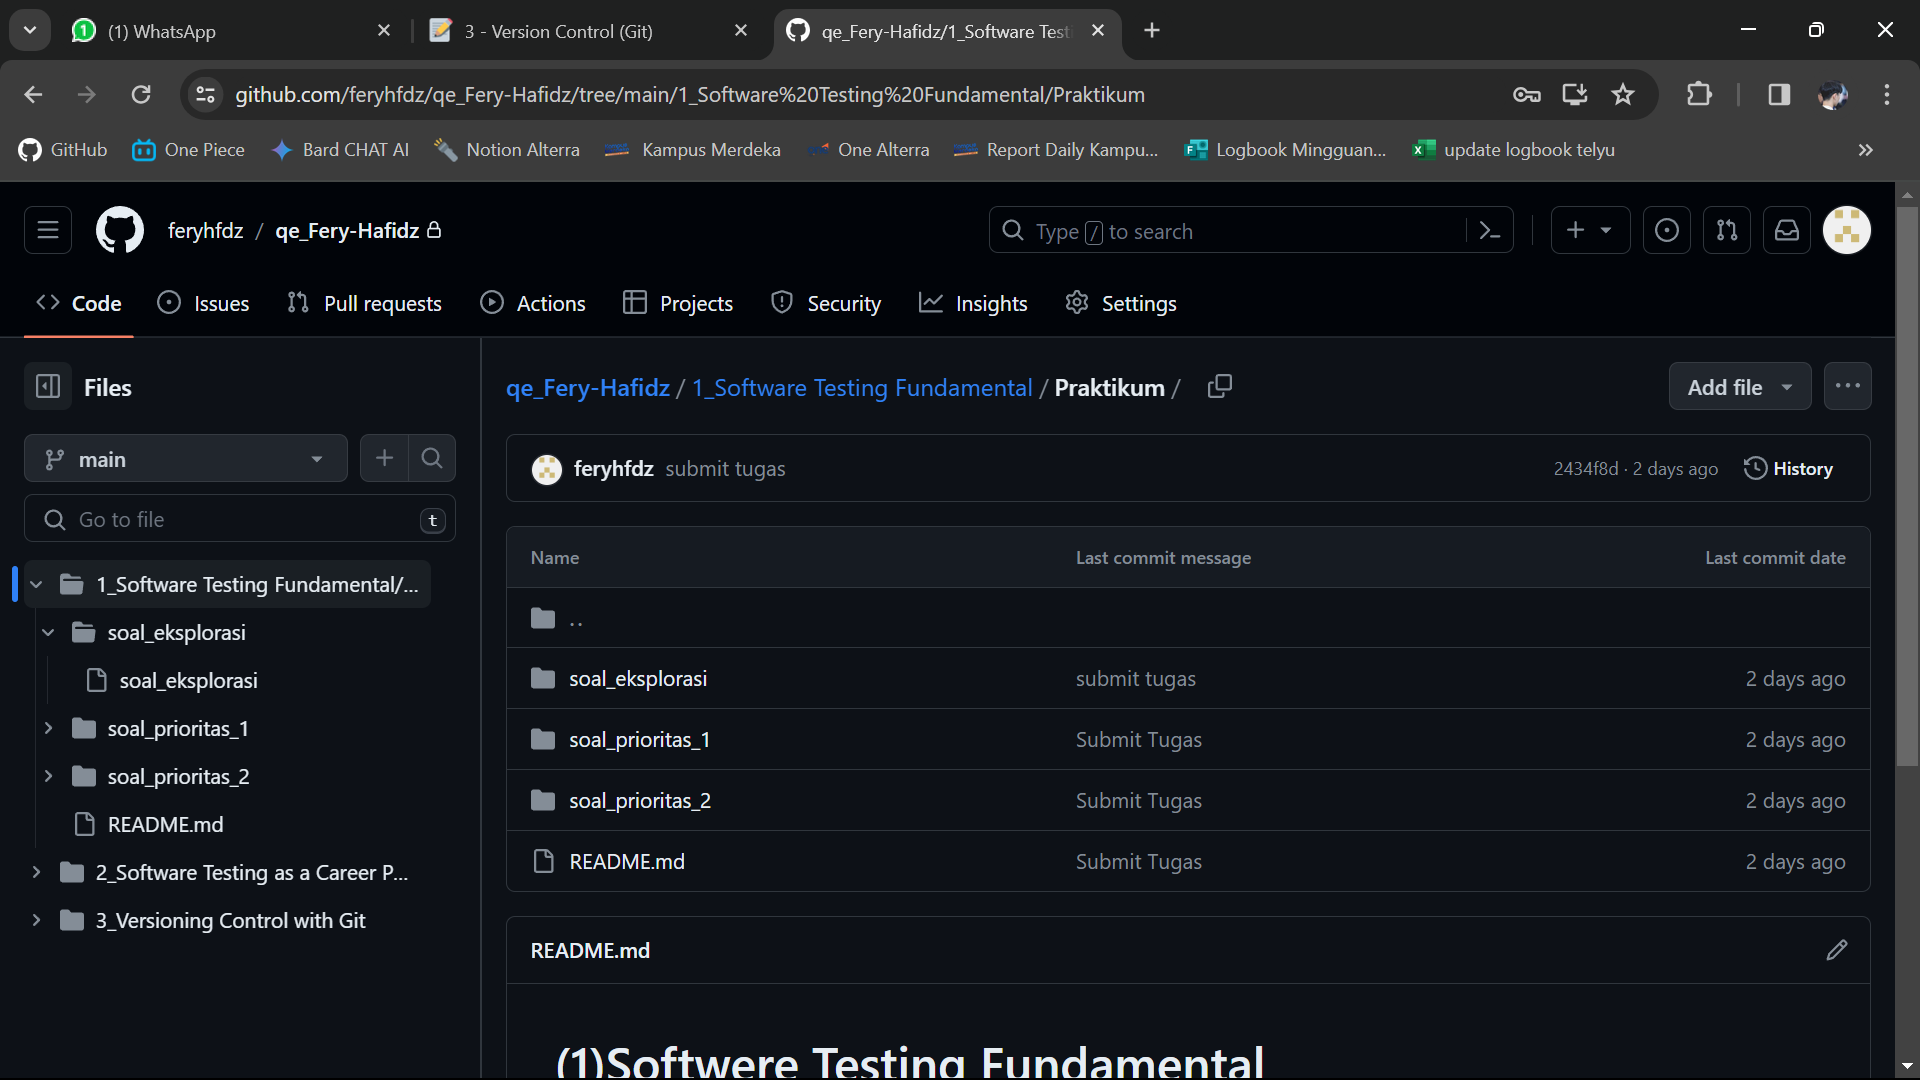 (1) WhatsApp
3 - Version Control (Git)
qe_Fery-Hafidz/1_Software Test
github.com/feryhfdz/qe_Fery-Hafidz/tree/main/1_Software%20Testing%20Fundamental/Praktikum
GitHub
One Piece
Bard CHAT AI
Notion Alterra
Kampus Merdeka
One Alterra
Report Daily Kampu...
Logbook Mingguan...
update logbook telyu
feryhfdz / qe_Fery-Hafidz
Type / to search
Code
Issues
Pull requests
Actions
Projects
Security
Insights
Settings
Files
main
Go to file
t
1_Software Testing Fundamental/...
soal_eksplorasi
soal_eksplorasi
soal_prioritas_1
soal_prioritas_2
README.md
2_Software Testing as a Career P...
3_Versioning Control with Git
qe_Fery-Hafidz / 1_Software Testing Fundamental / Praktikum /
Add file
feryhfdz submit tugas
2434f8d · 2 days ago
History
Name Last commit message Last commit date
..
soal_eksplorasi submit tugas 2 days ago
soal_prioritas_1 Submit Tugas 2 days ago
soal_prioritas_2 Submit Tugas 2 days ago
README.md Submit Tugas 2 days ago
README.md
(1)Softwere Testing Fundamental